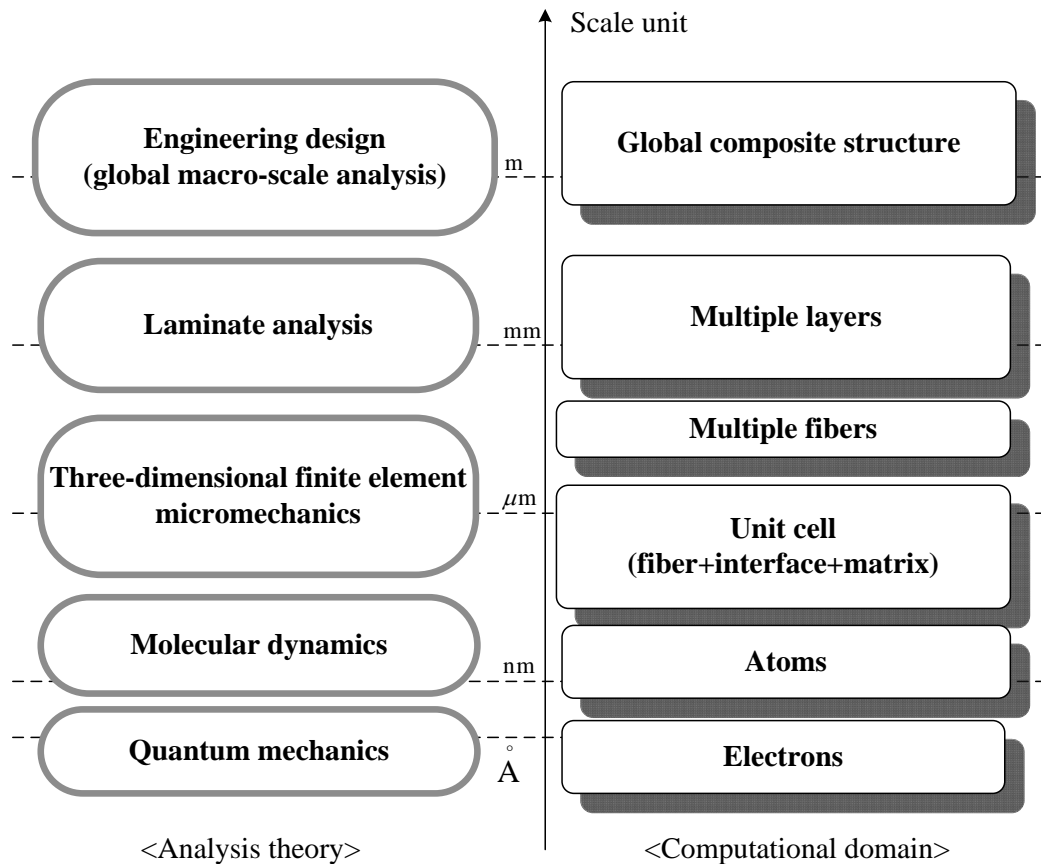 Scale unit
Engineering design
(global macro-scale analysis)
m
Global composite structure
Laminate analysis
mm
Multiple layers
Multiple fibers
Three-dimensional finite element
micromechanics
μm
Unit cell
(fiber+interface+matrix)
Molecular dynamics
nm
Atoms
Quantum mechanics
Å
Electrons
<Analysis theory>
<Computational domain>